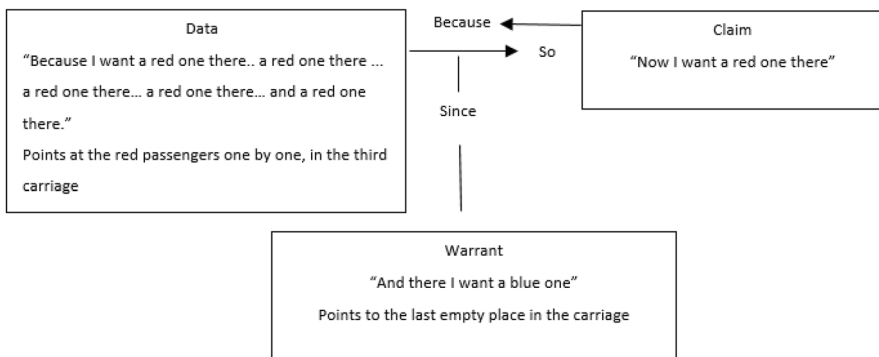 Data
“Because I want a red one there.. a red one there ...
a red one there... a red one there... and a red one
there.”
Points at the red passengers one by one, in the third
carriage
Because
So
Since
Claim
“Now I want a red one there”
Warrant
“And there I want a blue one”
Points to the last empty place in the carriage